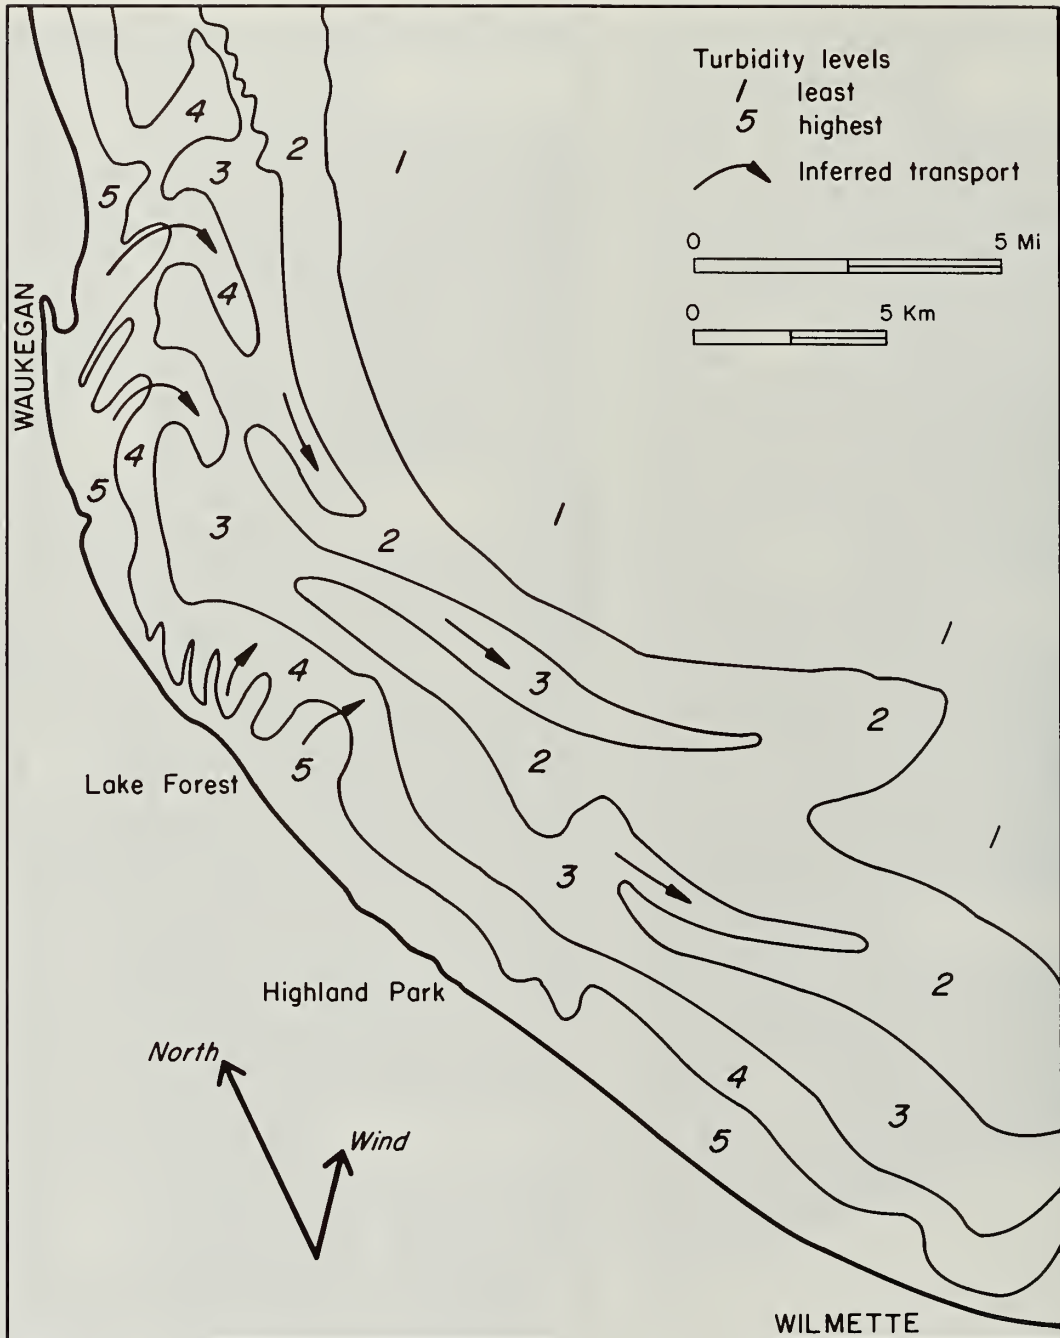 Turbidity levels
1 least
5 highest
Inferred transport
0 5 Mi
0 5 Km
4
2
1
3
5
4
WAUKEGAN
4
5
3
2
1
1
4
3
2
2
5
Lake Forest
1
3
2
Highland Park
4
3
5
North
Wind
WILMETTE